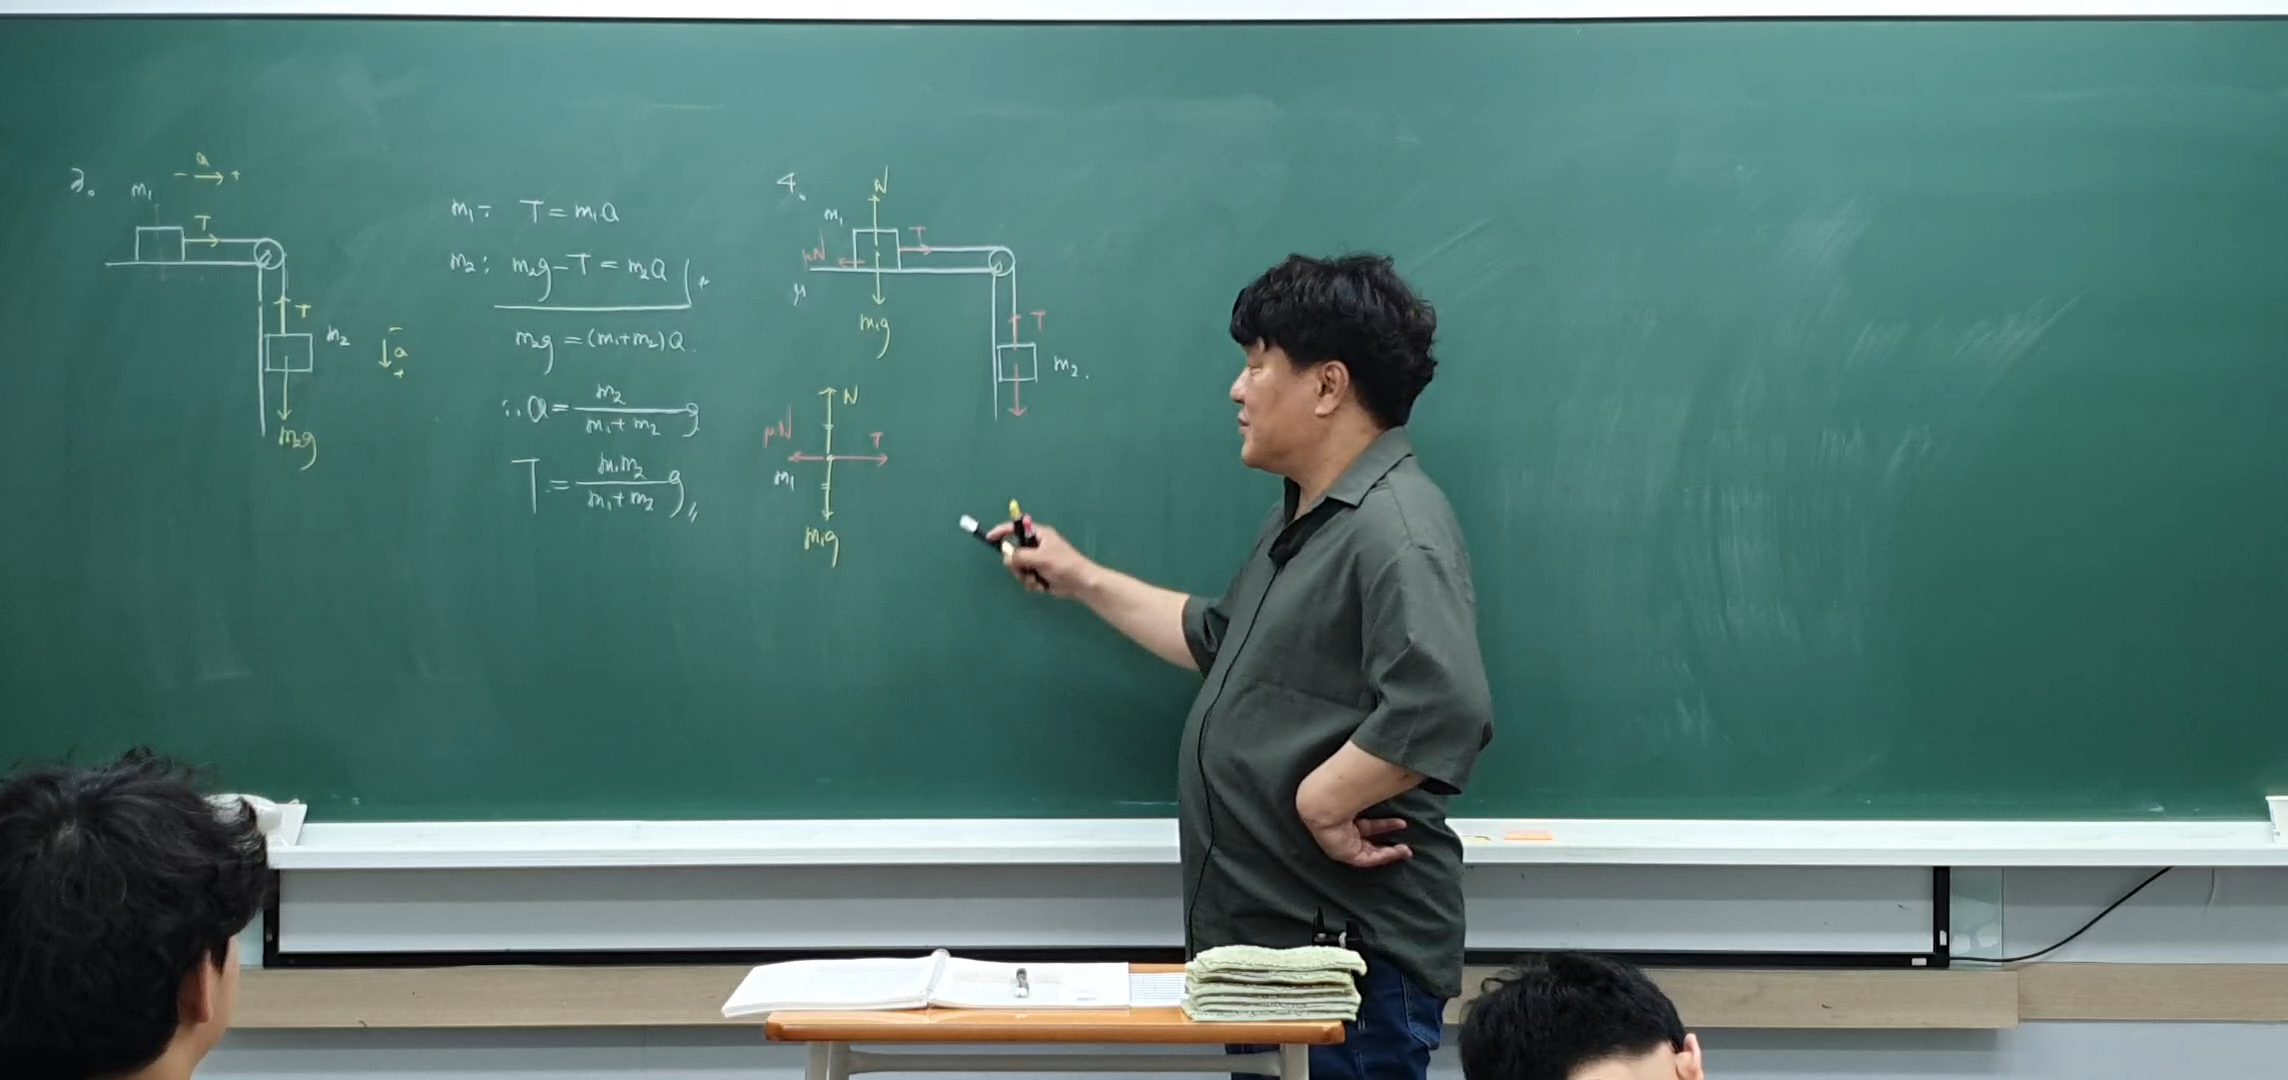 3.
a
- → +
m₁
T
T
m₂
-
a
+
m₂g
m₁: T = m₁a
m₂: m₂g - T = m₂a | +
m₂g = (m₁+m₂)a.
∴ a = m₂/(m₁+m₂) g
T = m₁m₂/(m₁+m₂) g〃
4.
N
m₁
μN
T
μ
m₁g
T
m₂.
N
μN
T
m₁
m₁g